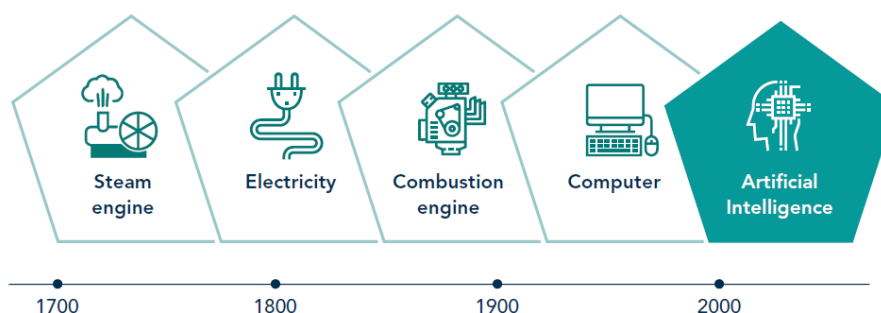 Steam
engine
Electricity
Combustion
engine
Computer
Artificial
Intelligence
1700
1800
1900
2000